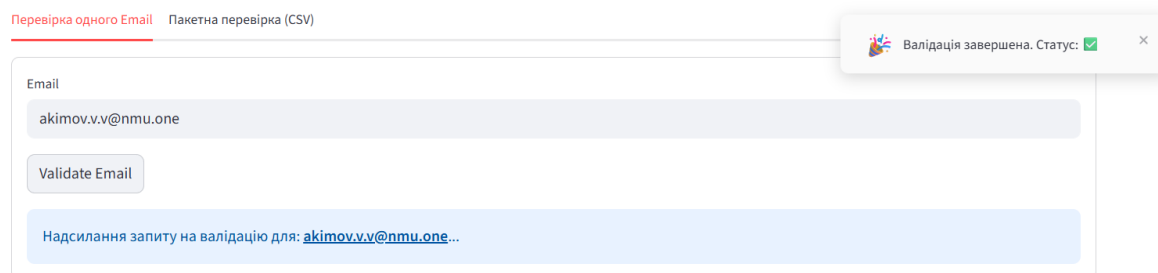 Перевірка одного Email Пакетна перевірка (CSV)
Валідація завершена. Статус: ✅
Email
akimov.v.v@nmu.one
Validate Email
Надсилання запиту на валідацію для: akimov.v.v@nmu.one...